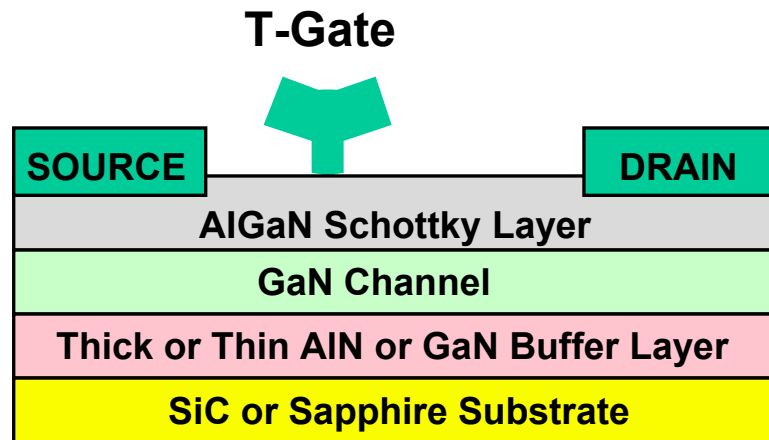 T-Gate
SOURCE
DRAIN
AlGaN Schottky Layer
GaN Channel
Thick or Thin AlN or GaN Buffer Layer
SiC or Sapphire Substrate